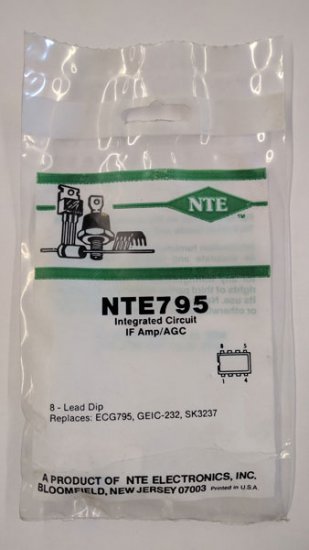 NTE
TM
NTE795
Integrated Circuit
IF Amp/AGC
8 5
1 4
8 - Lead Dip
Replaces: ECG795, GEIC-232, SK3237
A PRODUCT OF NTE ELECTRONICS, INC.
BLOOMFIELD, NEW JERSEY 07003 Printed in U.S.A.